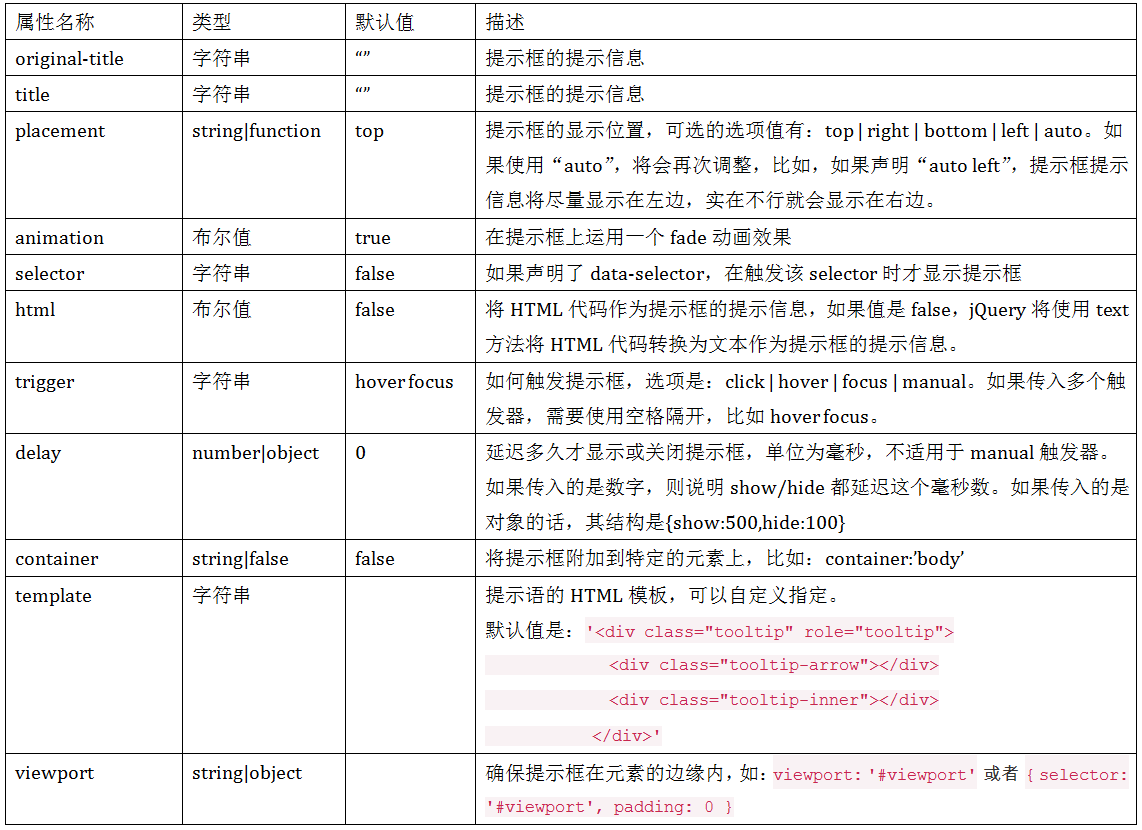 属性名称 类型 默认值 描述
original-title 字符串 “” 提示框的提示信息
title 字符串 “” 提示框的提示信息
placement string|function top 提示框的显示位置，可选的选项值有：top | right | bottom | left | auto。如
果使用“auto”，将会再次调整，比如，如果声明“auto left”，提示框提示
信息将尽量显示在左边，实在不行就会显示在右边。
animation 布尔值 true 在提示框上运用一个 fade 动画效果
selector 字符串 false 如果声明了 data-selector，在触发该 selector 时才显示提示框
html 布尔值 false 将 HTML 代码作为提示框的提示信息，如果值是 false，jQuery 将使用 text
方法将 HTML 代码转换为文本作为提示框的提示信息。
trigger 字符串 hover focus 如何触发提示框，选项是：click | hover | focus | manual。如果传入多个触
发器，需要使用空格隔开，比如 hover focus。
delay number|object 0 延迟多久才显示或关闭提示框，单位为毫秒，不适用于 manual 触发器。
如果传入的是数字，则说明 show/hide 都延迟这个毫秒数。如果传入的是
对象的话，其结构是{show:500,hide:100}
container string|false false 将提示框附加到特定的元素上，比如：container:’body’
template 字符串 提示语的 HTML 模板，可以自定义指定。
默认值是：'<div class="tooltip" role="tooltip">
<div class="tooltip-arrow"></div>
<div class="tooltip-inner"></div>
</div>'
viewport string|object 确保提示框在元素的边缘内，如：viewport: '#viewport' 或者 { selector:
'#viewport', padding: 0 }